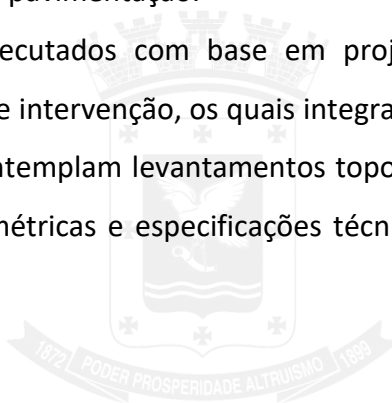 pavimentação.
ecutados com base em proj
e intervenção, os quais integra
ntemplam levantamentos topo
métricas e especificações técn
1872 PODER PROSPERIDADE ALTRUISMO 1899